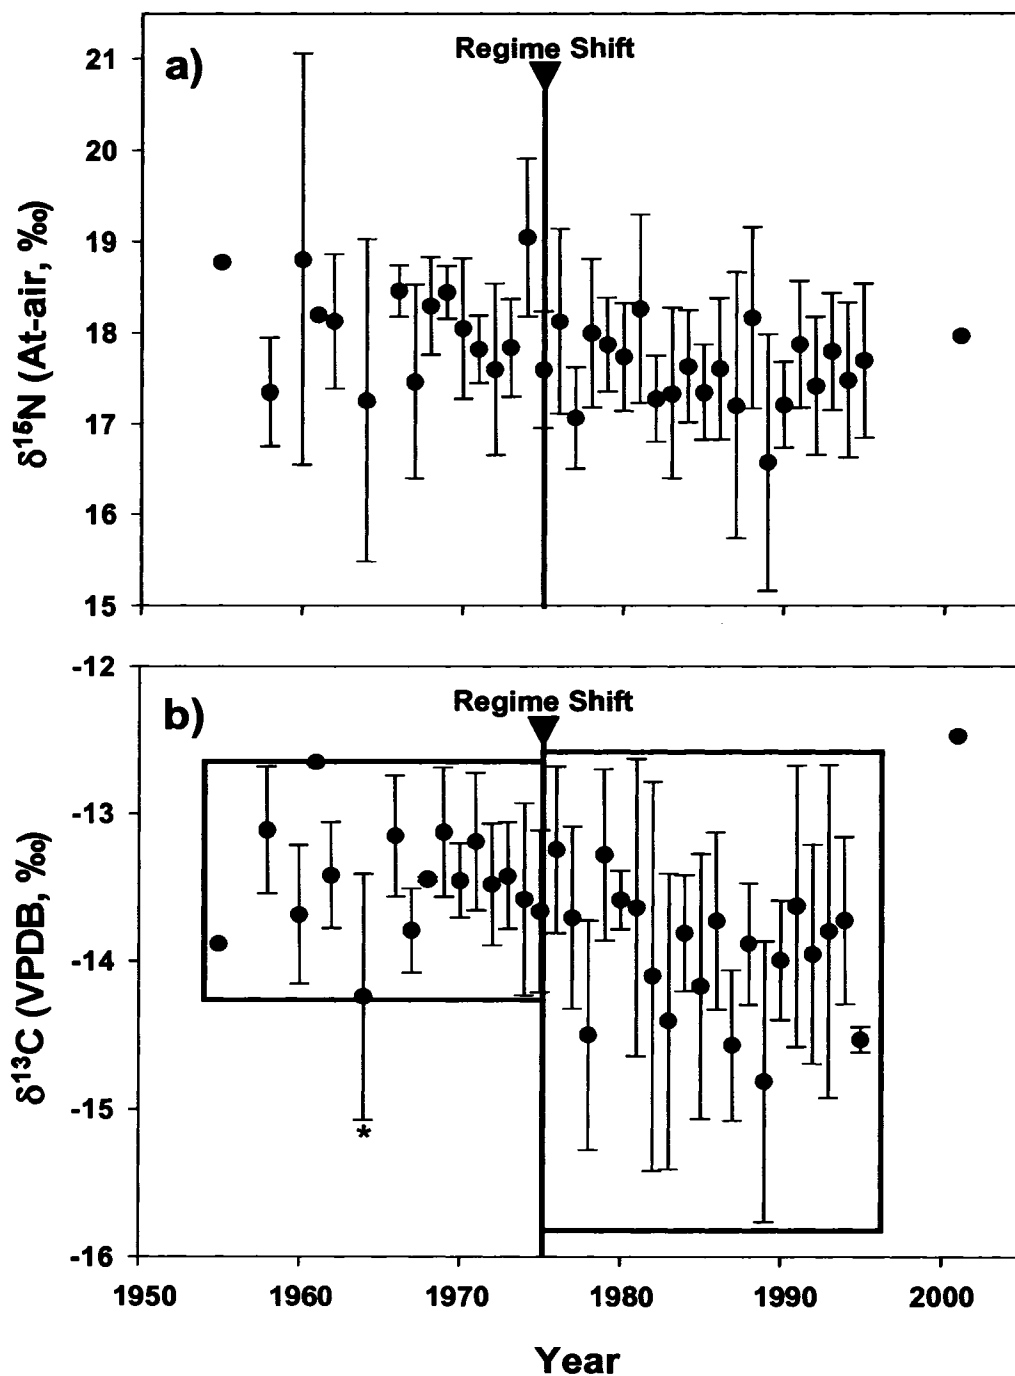 a)
Regime Shift
21
20
19
18
17
16
15
δ¹⁵N (At-air, ‰)
b)
Regime Shift
-12
-13
-14
-15
-16
δ¹³C (VPDB, ‰)
*
1950 1960 1970 1980 1990 2000
Year